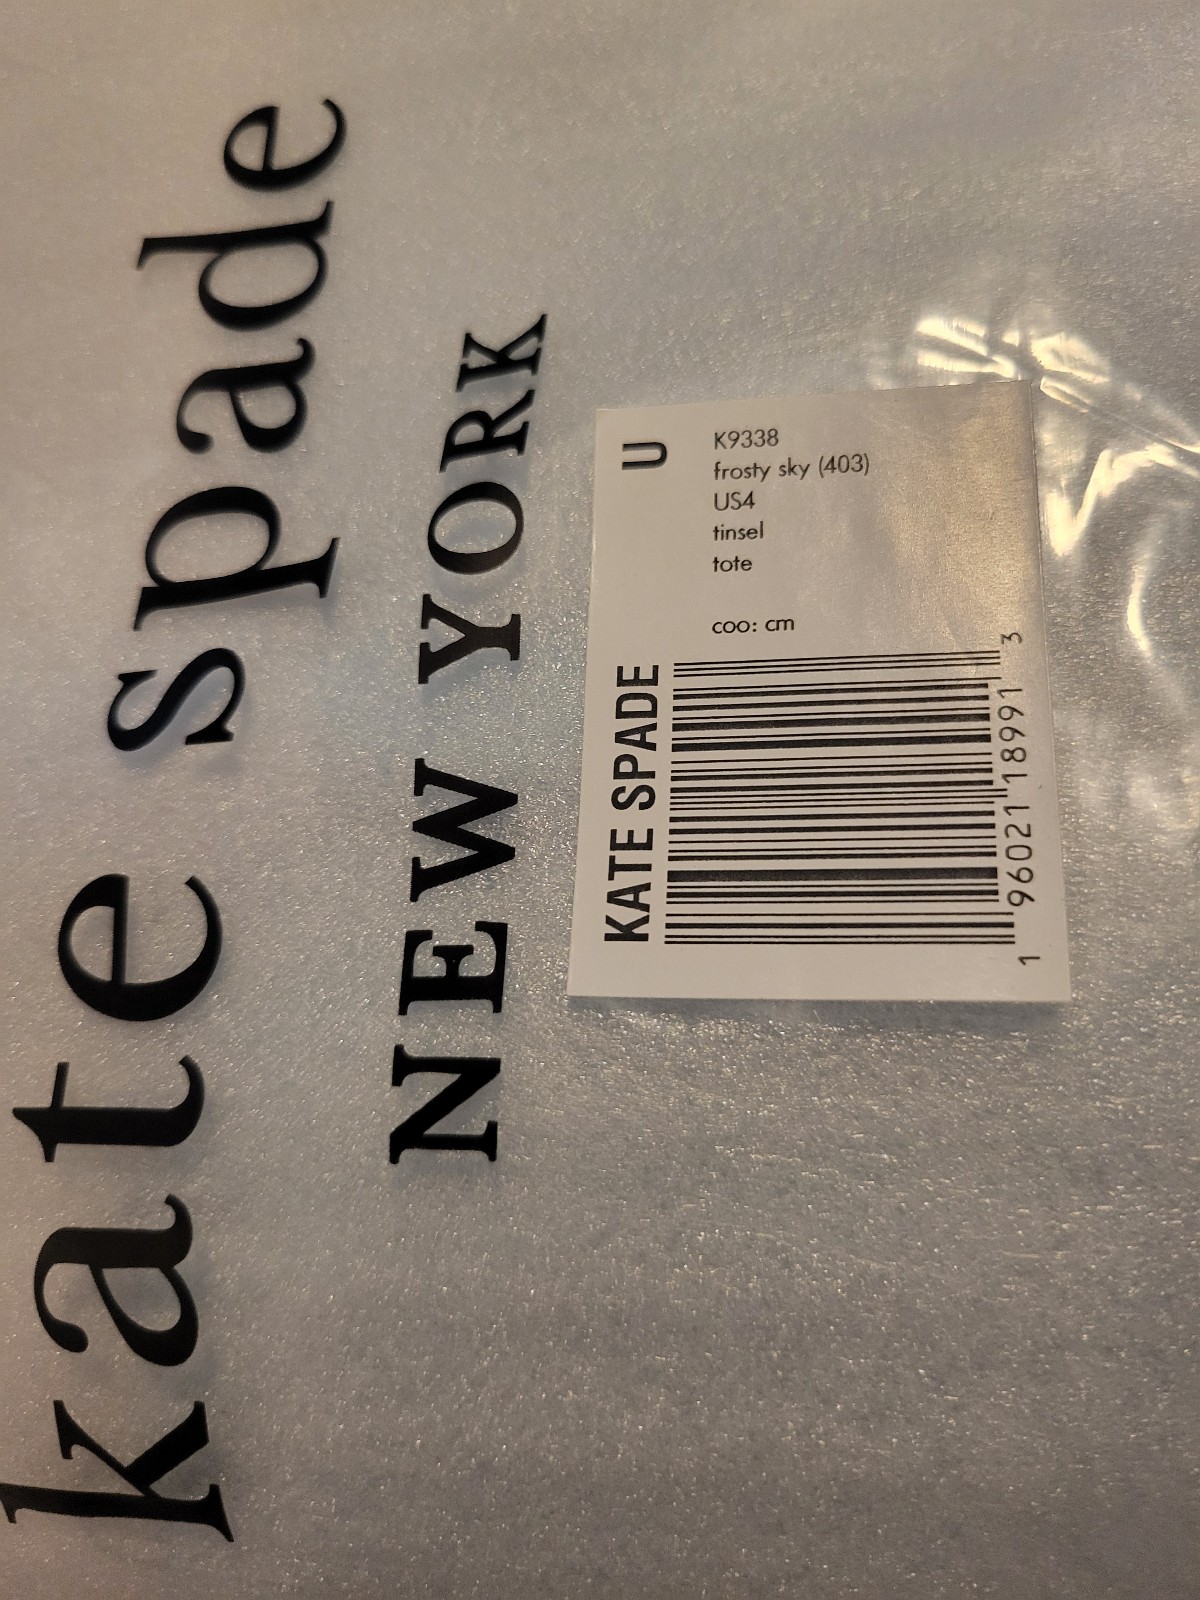 kate spade
NEW YORK
U
K9338
frosty sky (403)
US4
tinsel
tote
coo: cm
KATE SPADE
1 96021 18991 3